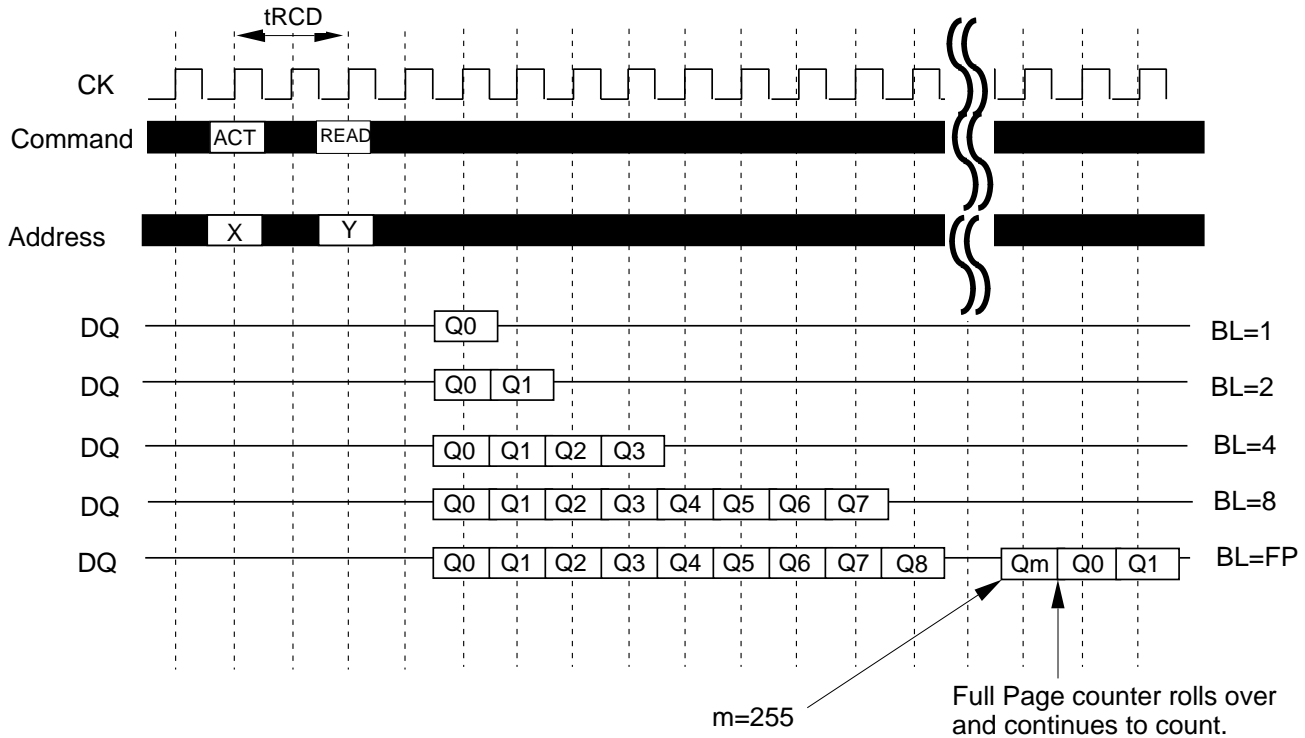 tRCD
CK
Command ACT READ
Address X Y
DQ Q0 BL=1
DQ Q0 Q1 BL=2
DQ Q0 Q1 Q2 Q3 BL=4
DQ Q0 Q1 Q2 Q3 Q4 Q5 Q6 Q7 BL=8
DQ Q0 Q1 Q2 Q3 Q4 Q5 Q6 Q7 Q8 Qm Q0 Q1 BL=FP
m=255
Full Page counter rolls over
and continues to count.